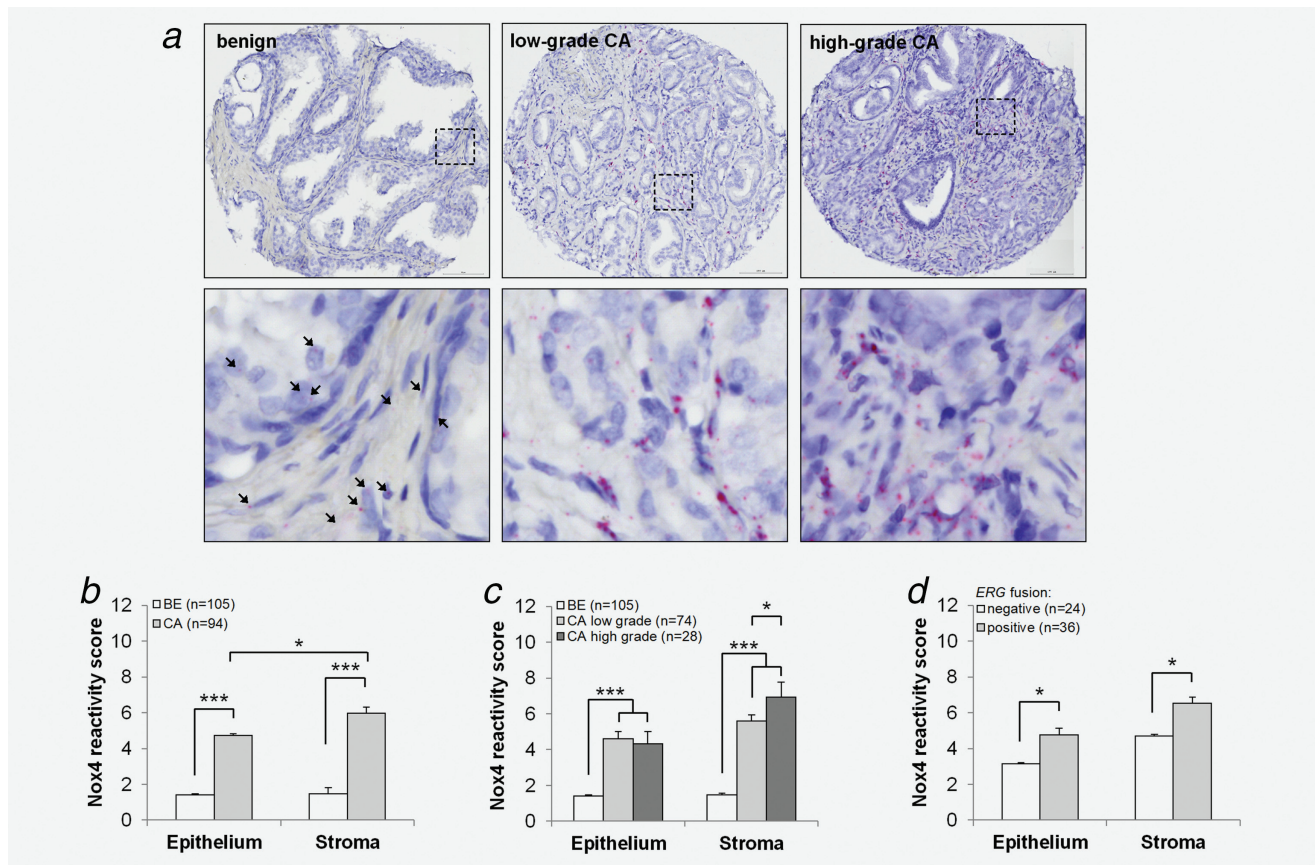 a
benign
low-grade CA
high-grade CA
b
Nox4 reactivity score
12
10
8
6
4
2
0
BE (n=105)
CA (n=94)
***
*
***
Epithelium
Stroma
c
Nox4 reactivity score
12
10
8
6
4
2
0
BE (n=105)
CA low grade (n=74)
CA high grade (n=28)
***
***
*
Epithelium
Stroma
d
Nox4 reactivity score
12
10
8
6
4
2
0
ERG fusion:
negative (n=24)
positive (n=36)
*
*
Epithelium
Stroma